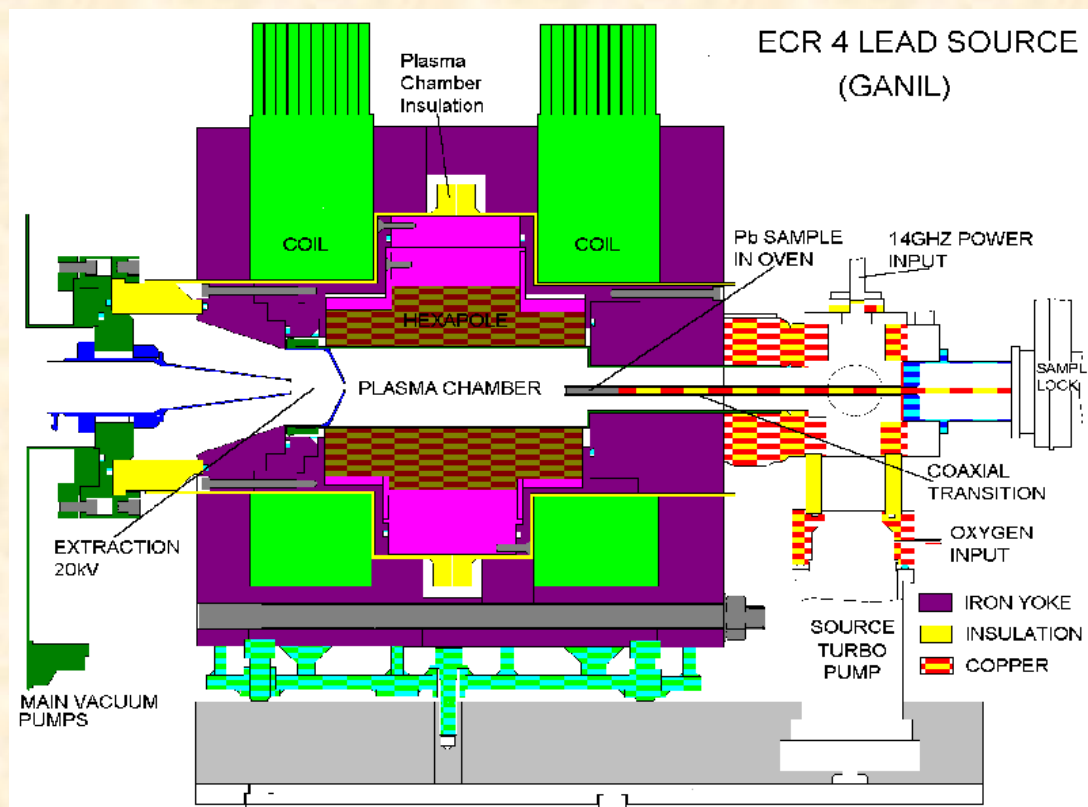 ECR 4 LEAD SOURCE
(GANIL)
Plasma
Chamber
Insulation
COIL
COIL
Pb SAMPLE
IN OVEN
14GHZ POWER
INPUT
HEXAPOLE
PLASMA CHAMBER
SAMPL
LOCK
COAXIAL
TRANSITION
EXTRACTION
20kV
OXYGEN
INPUT
IRON YOKE
INSULATION
COPPER
SOURCE
TURBO
PUMP
MAIN VACUUM
PUMPS